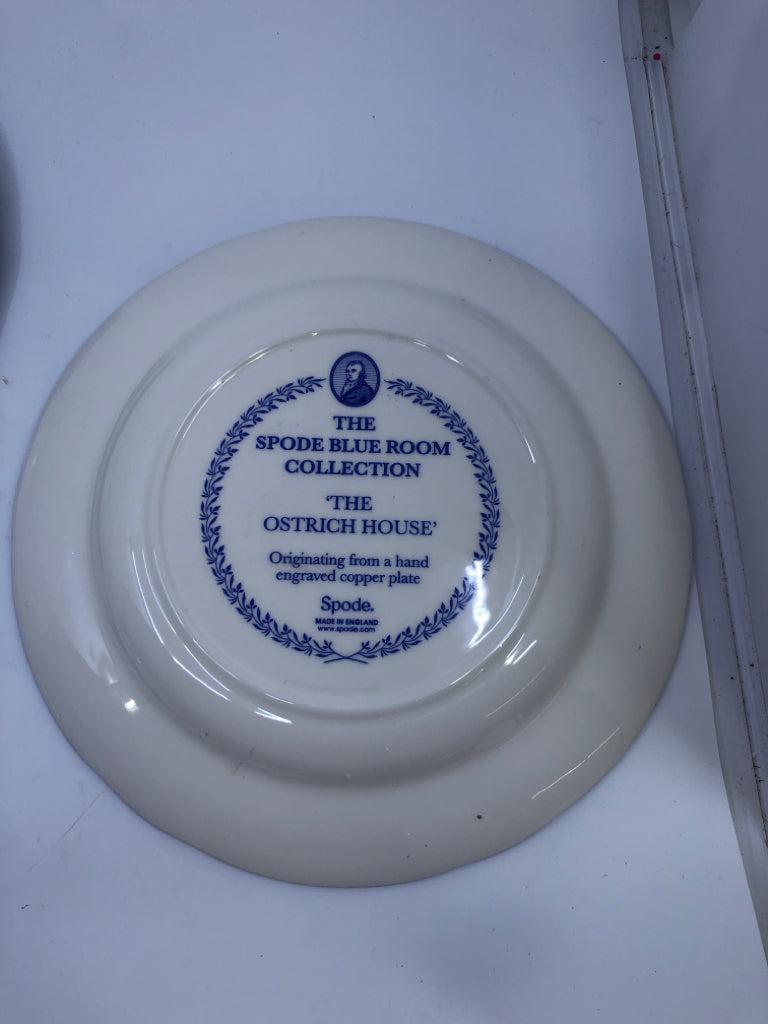 THE
SPODE BLUE ROOM
COLLECTION
‘THE
OSTRICH HOUSE’
Originating from a hand
engraved copper plate
Spode.
MADE IN ENGLAND
www.spode.com